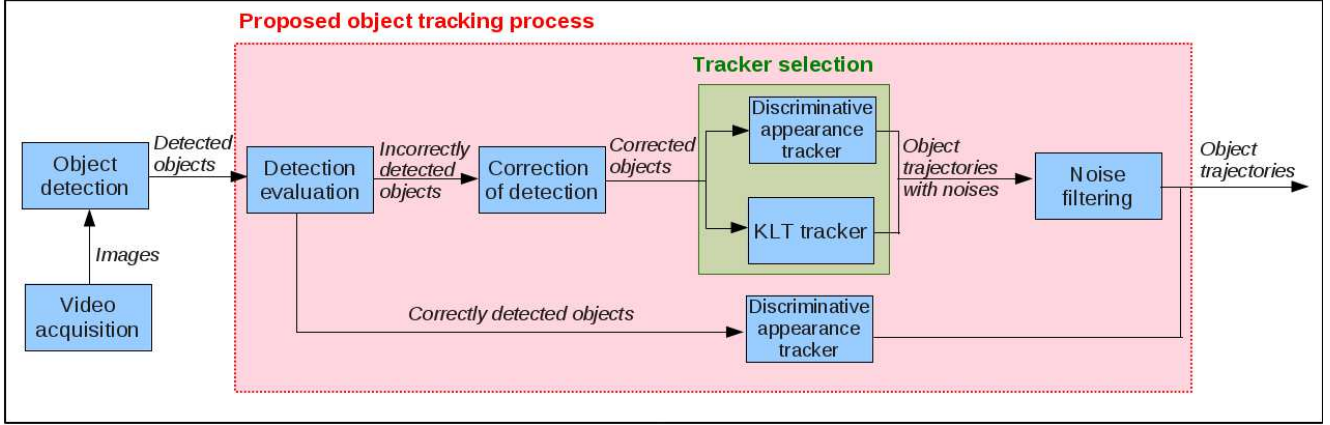 Proposed object tracking process
Tracker selection
Object
detection
Detected
objects
Images
Video
acquisition
Detection
evaluation
Incorrectly
detected
objects
Correction
of detection
Corrected
objects
Discriminative
appearance
tracker
KLT tracker
Object
trajectories
with noises
Noise
filtering
Object
trajectories
Correctly detected objects
Discriminative
appearance
tracker